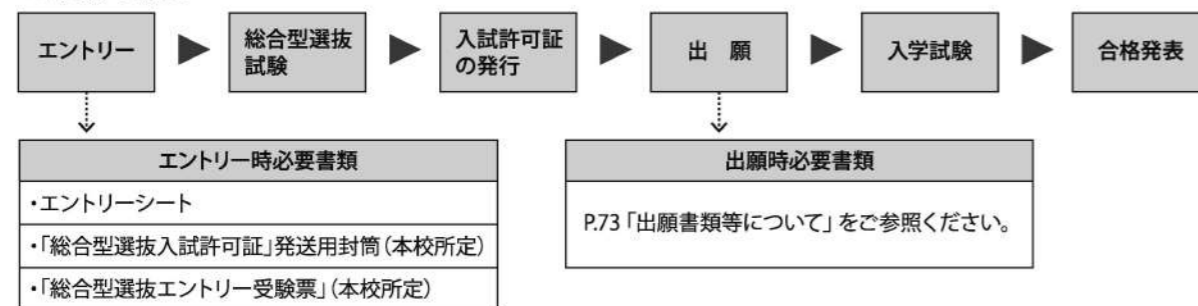 エントリー
総合型選抜
試験
入試許可証
の発行
出　願
入学試験
合格発表
エントリー時必要書類
・エントリーシート
・「総合型選抜入試許可証」発送用封筒(本校所定)
・「総合型選抜エントリー受験票」(本校所定)
出願時必要書類
P.73「出願書類等について」をご参照ください。